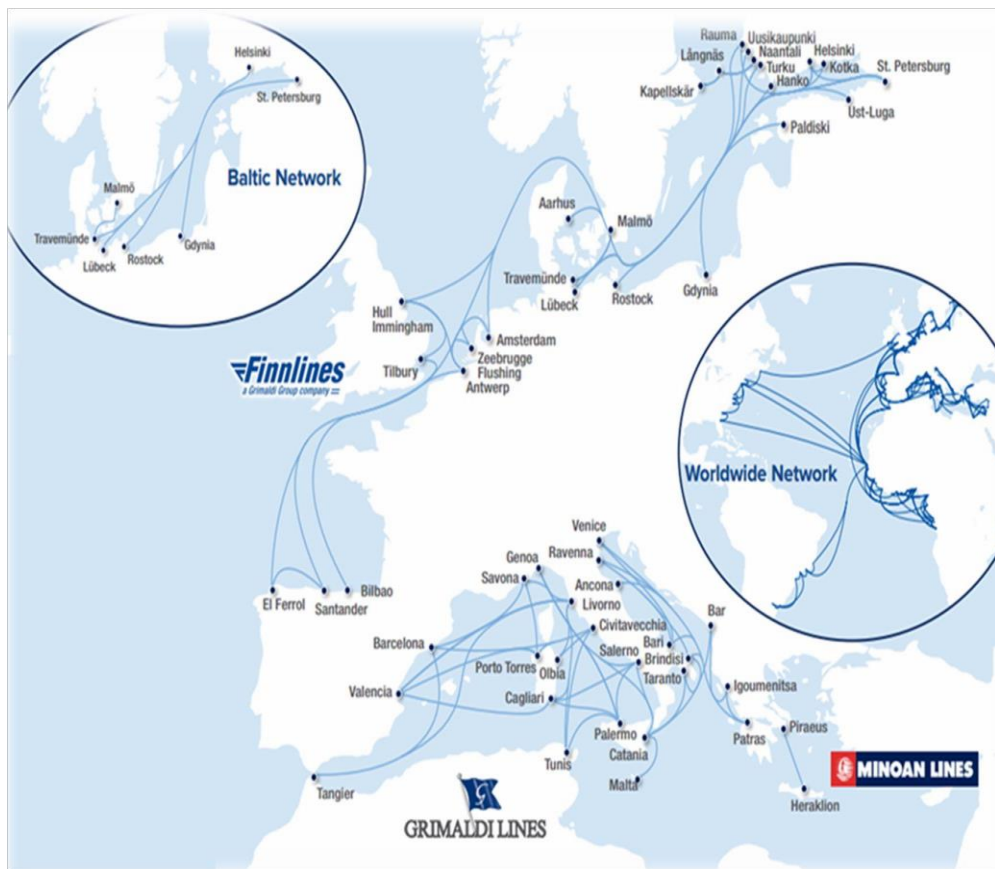 Helsinki
St. Petersburg
Baltic Network
Malmö
Travemünde
Lübeck
Rostock
Gdynia
Rauma
Uusikaupunki
Naantali
Helsinki
Långnäs
Turku
Kotka
St. Petersburg
Kapellskär
Hanko
Ust-Luga
Paldiski
Aarhus
Malmö
Travemünde
Lübeck
Rostock
Gdynia
Hull
Immingham
Amsterdam
Tilbury
Zeebrugge
Flushing
Antwerp
Finnlines
a Grimaldi Group company
Worldwide Network
El Ferrol
Santander
Bilbao
Venice
Ravenna
Genoa
Savona
Ancona
Livorno
Bar
Civitavecchia
Barcelona
Bari
Salerno
Brindisi
Porto Torres
Olbia
Taranto
Igoumenitsa
Valencia
Cagliari
Palermo
Patras
Piraeus
Catania
Tunis
Malta
Tangier
Heraklion
MINOAN LINES
G
GRIMALDI LINES